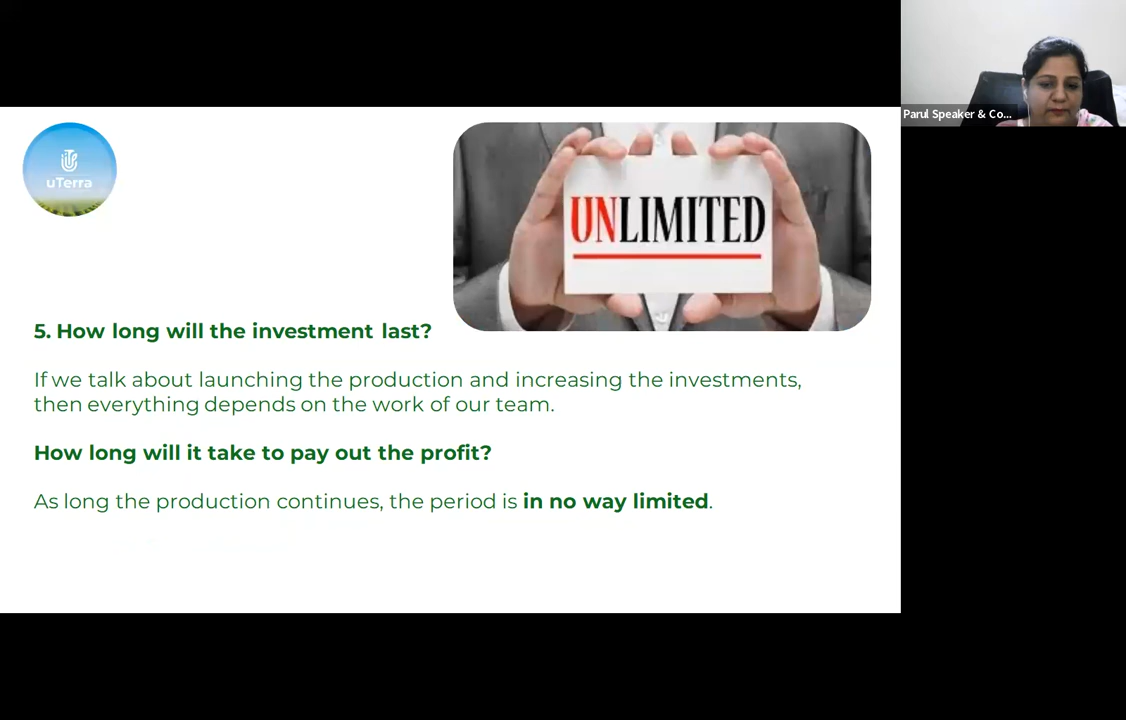 Parul Speaker & Co...
uTerra
UNLIMITED
5. How long will the investment last?
If we talk about launching the production and increasing the investments,
then everything depends on the work of our team.
How long will it take to pay out the profit?
As long the production continues, the period is in no way limited.